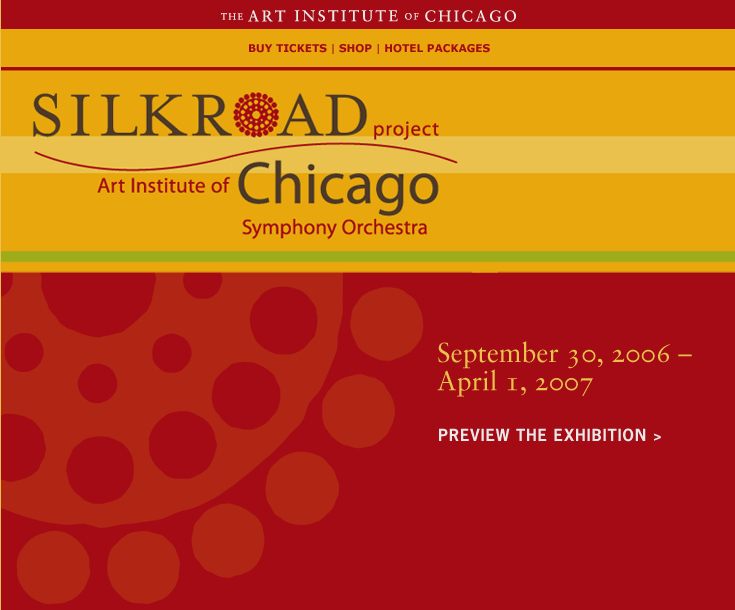 THE ART INSTITUTE OF CHICAGO
BUY TICKETS | SHOP | HOTEL PACKAGES
SILKROAD project
Art Institute of Chicago
Symphony Orchestra
September 30, 2006 –
April 1, 2007
PREVIEW THE EXHIBITION >